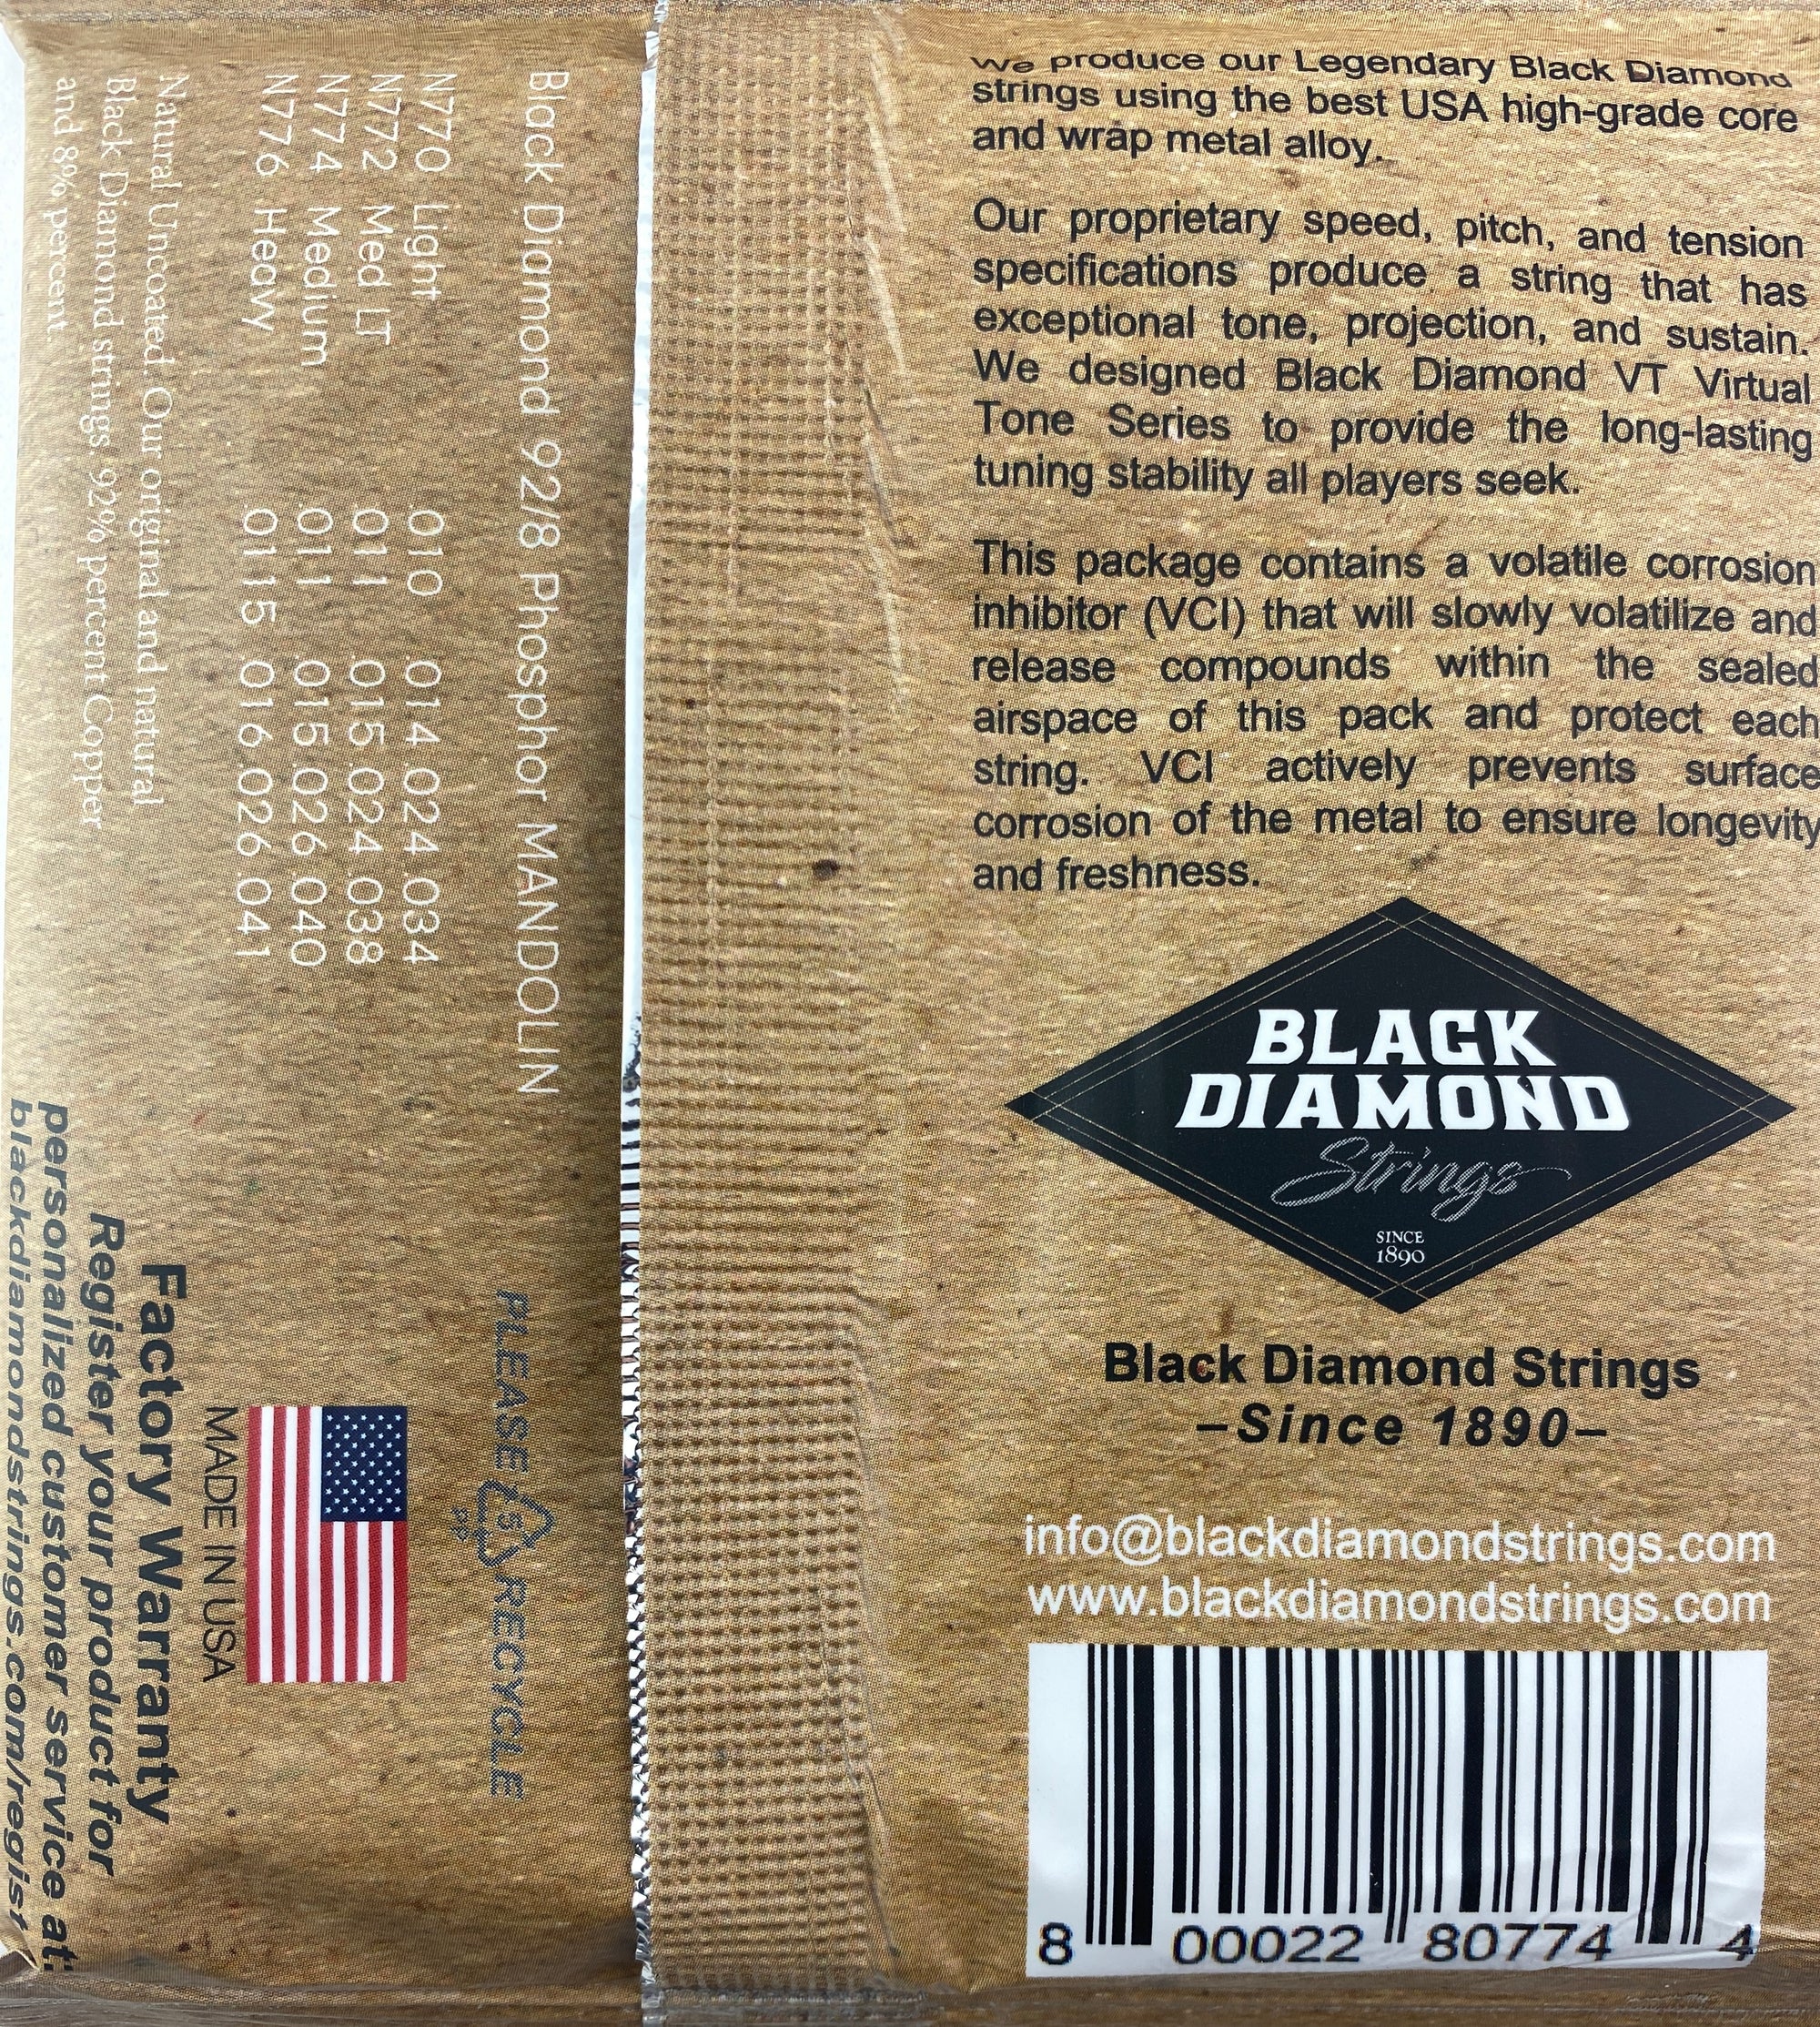 We produce our Legendary Black Diamond
strings using the best USA high-grade core
and wrap metal alloy.
Our proprietary speed, pitch, and tension
specifications produce a string that has
exceptional tone, projection, and sustain.
We designed Black Diamond VT Virtual
Tone Series to provide the long-lasting
tuning stability all players seek.
This package contains a volatile corrosion
inhibitor (VCI) that will slowly volatilize and
release compounds within the sealed
airspace of this pack and protect each
string. VCI actively prevents surface
corrosion of the metal to ensure longevity
and freshness.
BLACK
DIAMOND
Strings
SINCE
1890
Black Diamond Strings
–Since 1890–
info@blackdiamondstrings.com
www.blackdiamondstrings.com
8 00022 80774 4
Black Diamond 92/8 Phosphor MANDOLIN
N770 Light .010 .014 .024 .034
N772 Med LT .011 .015 .024 .038
N774 Medium .011 .015 .026 .040
N776 Heavy .0115 .016 .026 .041
Natural Uncoated. Our original and natural
Black Diamond strings. 92% percent Copper
and 8% percent
PLEASE 5 RECYCLE
PP
MADE IN USA
Factory Warranty
Register your product for
personalized customer service at:
blackdiamondstrings.com/regist